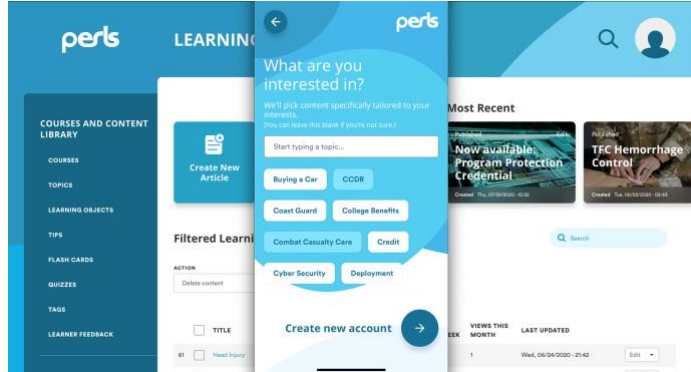 perls
LEARNING
COURSES AND CONTENT
LIBRARY
COURSES
TOPICS
LEARNING OBJECTS
TIPS
FLASH CARDS
QUIZZES
TAGS
LEARNER FEEDBACK
Create New
Article
Filtered Learni
ACTION
Delete content
TITLE
61 Head Injury
perls
What are you
interested in?
We'll pick content specifically tailored to your
interests.
(You can leave this blank if you're not sure.)
Start typing a topic...
Buying a Car CCDR
Coast Guard College Benefits
Combat Casualty Care Credit
Cyber Security Deployment
Create new account
Most Recent
Published Edit
Now available:
Program Protection
Credential
Published
TFC Hemorrhage
Control
Search
EEK
VIEWS THIS
MONTH
LAST UPDATED
1 Wed, 06/24/2020 - 21:42 Edit